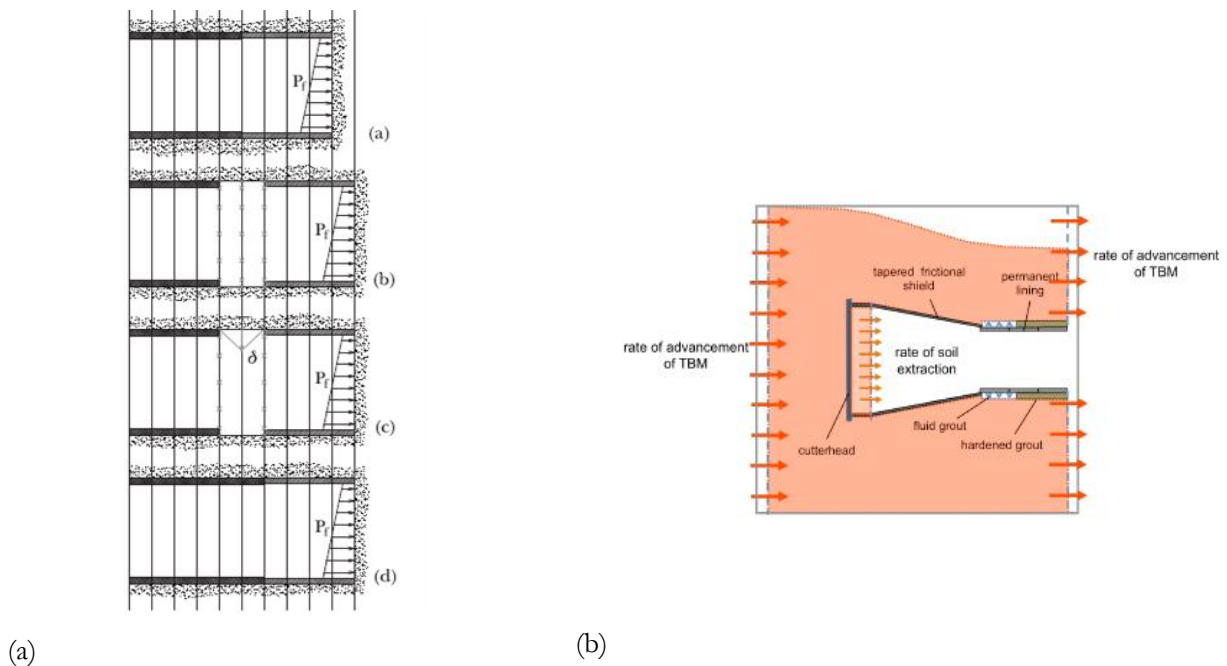 Pf
(a)
Pf
(b)
δ
Pf
(c)
Pf
(d)
(a)
rate of advancement
of TBM
tapered frictional
shield
permanent
lining
rate of advancement
of TBM
rate of soil
extraction
fluid grout
hardened grout
cutterhead
(b)